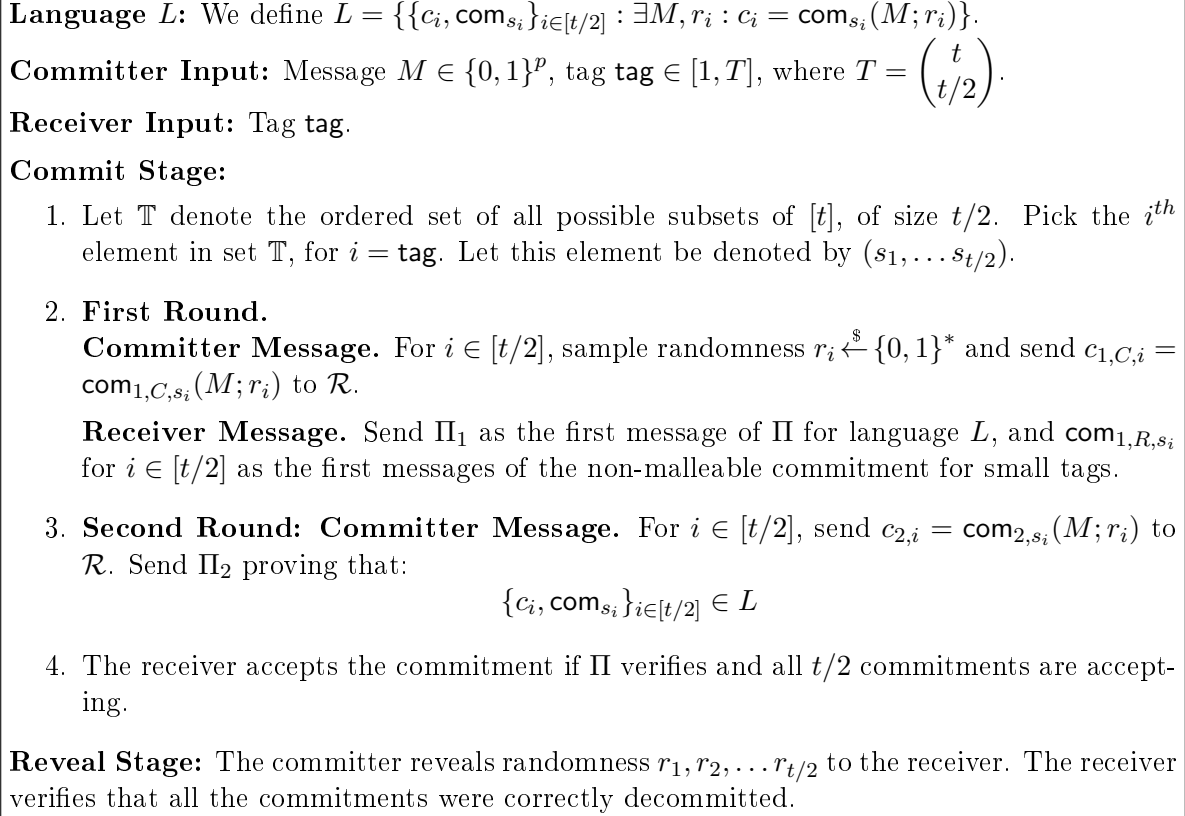 Language L: We define L = {{c_i, com_{s_i}}_{i∈[t/2]} : ∃M, r_i : c_i = com_{s_i}(M; r_i)}.
Committer Input: Message M ∈ {0, 1}^p, tag tag ∈ [1, T], where T = \binom{t}{t/2}.
Receiver Input: Tag tag.
Commit Stage:
1. Let 𝕋 denote the ordered set of all possible subsets of [t], of size t/2. Pick the i^{th}
element in set 𝕋, for i = tag. Let this element be denoted by (s_1, . . . s_{t/2}).
2. First Round.
Committer Message. For i ∈ [t/2], sample randomness r_i \xleftarrow{$} {0, 1}^* and send c_{1,C,i} =
com_{1,C,s_i}(M; r_i) to ℛ.
Receiver Message. Send Π_1 as the first message of Π for language L, and com_{1,R,s_i}
for i ∈ [t/2] as the first messages of the non-malleable commitment for small tags.
3. Second Round: Committer Message. For i ∈ [t/2], send c_{2,i} = com_{2,s_i}(M; r_i) to
ℛ. Send Π_2 proving that:
{c_i, com_{s_i}}_{i∈[t/2]} ∈ L
4. The receiver accepts the commitment if Π verifies and all t/2 commitments are accept-
ing.
Reveal Stage: The committer reveals randomness r_1, r_2, . . . r_{t/2} to the receiver. The receiver
verifies that all the commitments were correctly decommitted.